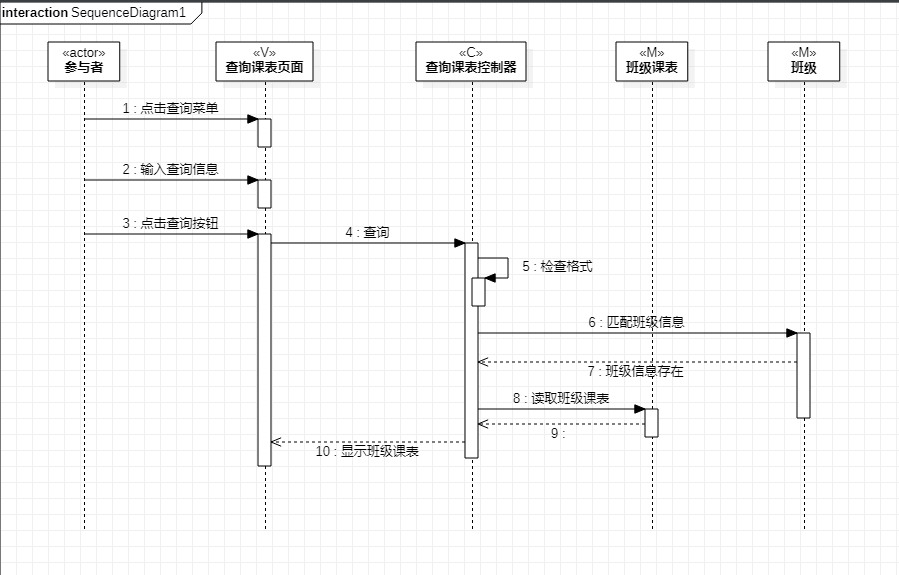 interaction SequenceDiagram1
«actor»
参与者
«V»
查询课表页面
«C»
查询课表控制器
«M»
班级课表
«M»
班级
1 : 点击查询菜单
2 : 输入查询信息
3 : 点击查询按钮
4 : 查询
5 : 检查格式
6 : 匹配班级信息
7 : 班级信息存在
8 : 读取班级课表
9 :
10 : 显示班级课表